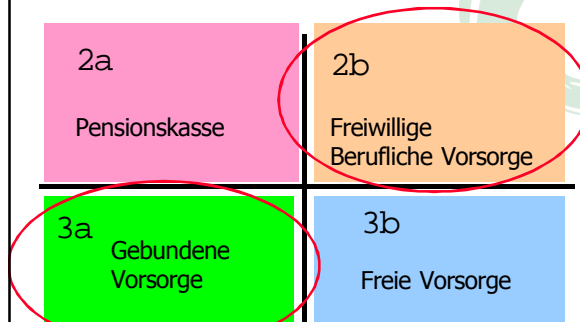 2a
Pensionskasse
2b
Freiwillige
Berufliche Vorsorge
3a
Gebundene
Vorsorge
3b
Freie Vorsorge